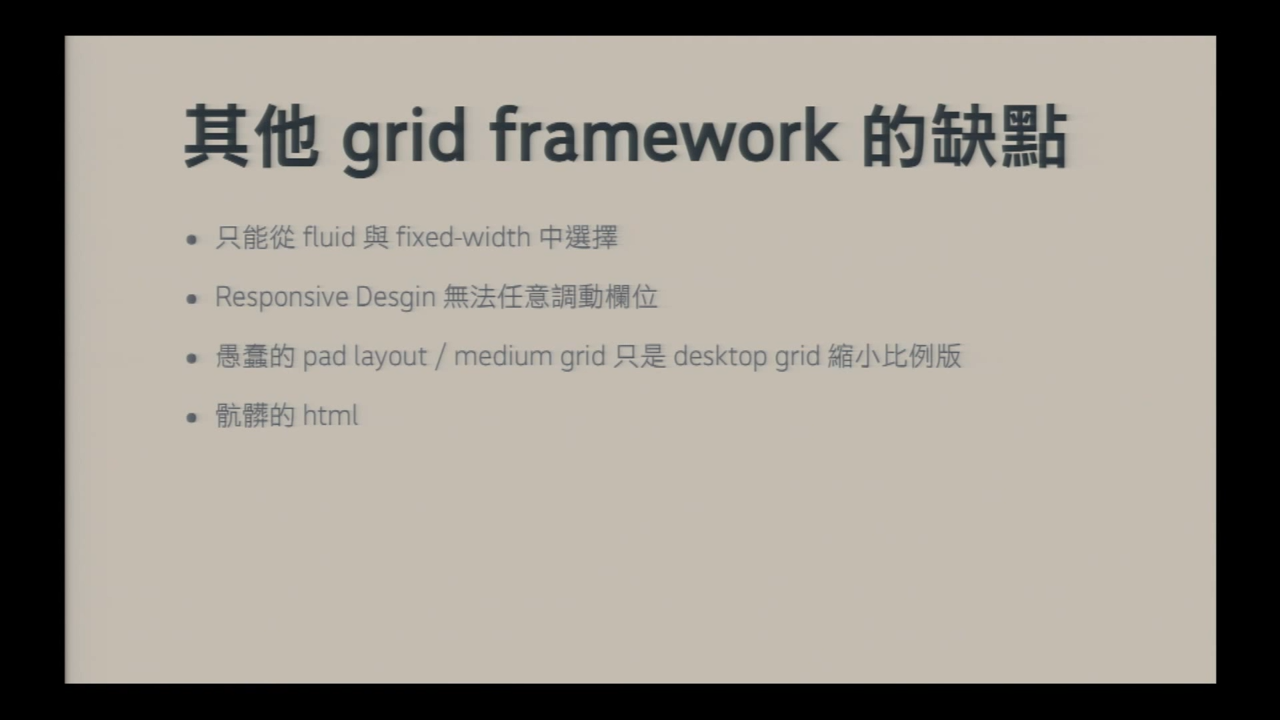 其他 grid framework 的缺點
只能從 fluid 與 fixed-width 中選擇
Responsive Desgin 無法任意調動欄位
愚蠢的 pad layout / medium grid 只是 desktop grid 縮小比例版
骯髒的 html